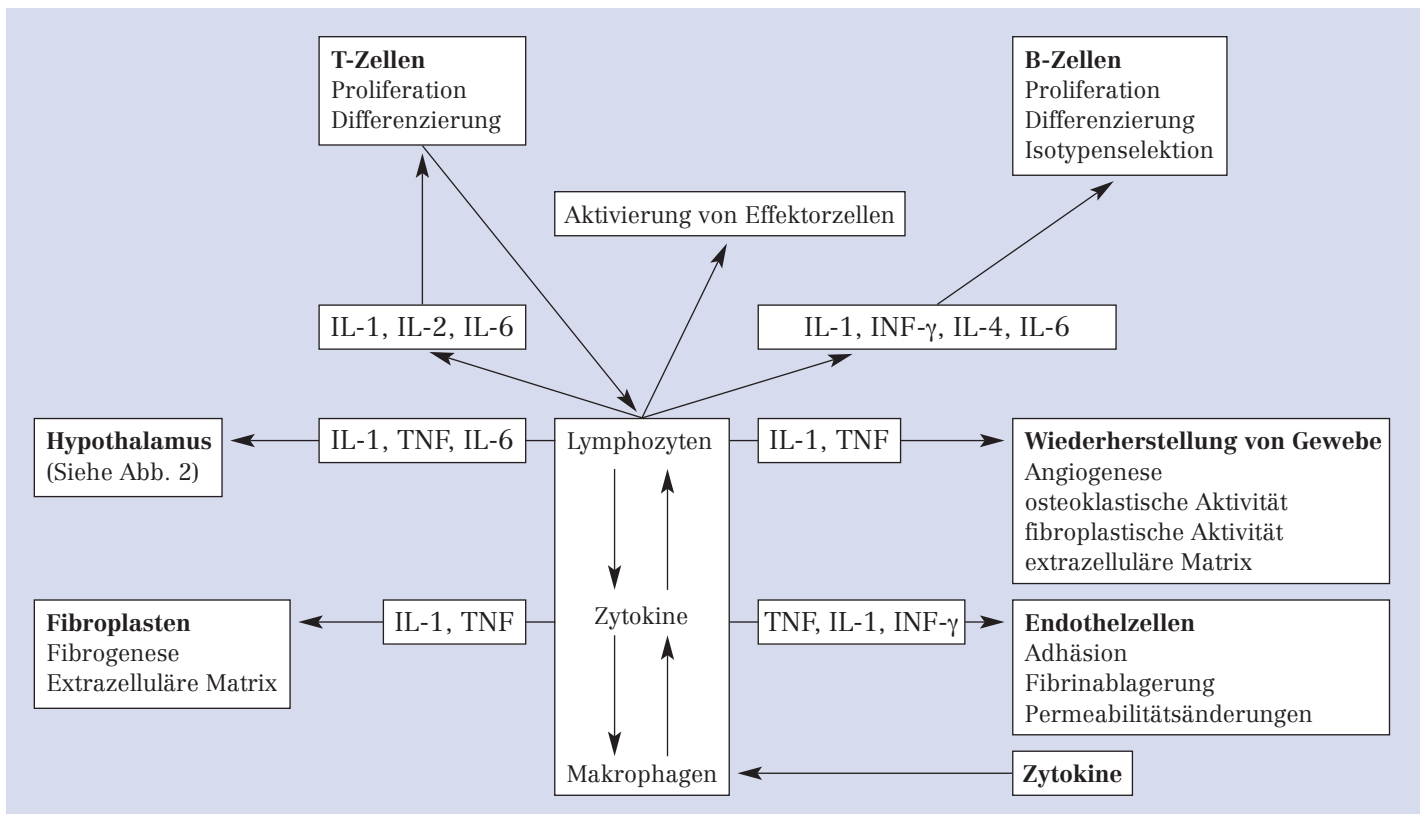 T-Zellen
Proliferation
Differenzierung
B-Zellen
Proliferation
Differenzierung
Isotypenselektion
Aktivierung von Effektorzellen
IL-1, IL-2, IL-6
IL-1, INF-γ, IL-4, IL-6
Hypothalamus
(Siehe Abb. 2)
IL-1, TNF, IL-6
Lymphozyten
IL-1, TNF
Wiederherstellung von Gewebe
Angiogenese
osteoklastische Aktivität
fibroplastische Aktivität
extrazelluläre Matrix
Fibroplasten
Fibrogenese
Extrazelluläre Matrix
IL-1, TNF
Zytokine
TNF, IL-1, INF-γ
Endothelzellen
Adhäsion
Fibrinablagerung
Permeabilitätsänderungen
Makrophagen
Zytokine